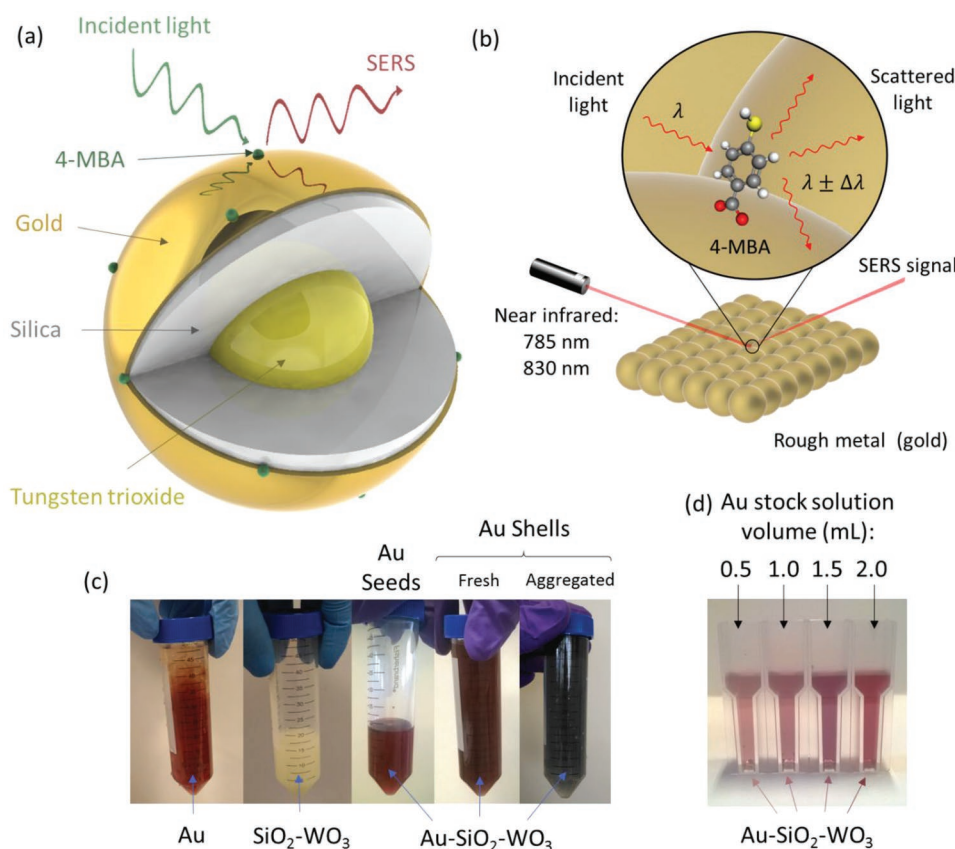 (a)
Incident light
SERS
4-MBA
Gold
Silica
Tungsten trioxide
(b)
Incident
light
λ
Scattered
light
λ ± Δλ
4-MBA
SERS signal
Near infrared:
785 nm
830 nm
Rough metal (gold)
(c)
Au
Seeds
Au Shells
Fresh
Aggregated
Au
SiO₂-WO₃
Au-SiO₂-WO₃
(d)
Au stock solution
volume (mL):
0.5 1.0 1.5 2.0
Au-SiO₂-WO₃